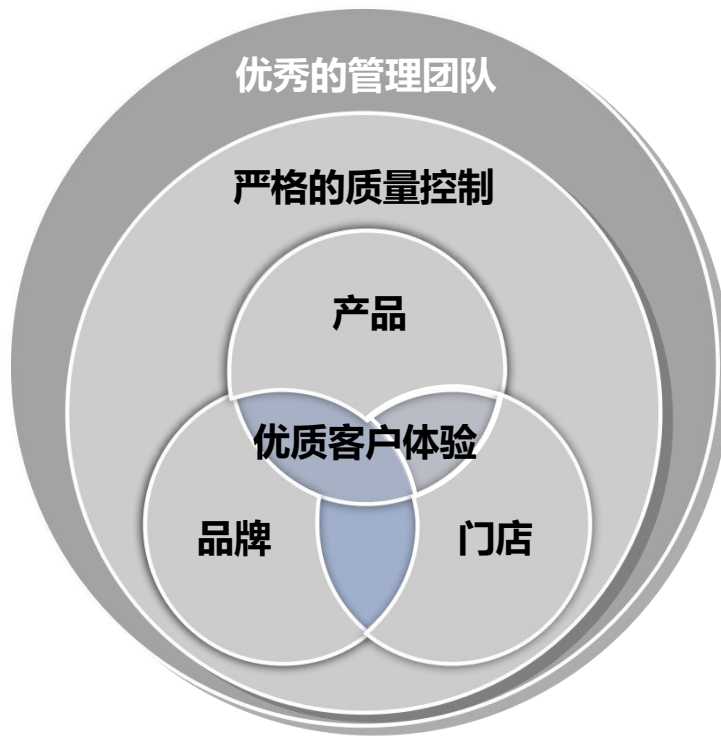 优秀的管理团队
严格的质量控制
产品
优质客户体验
品牌
门店